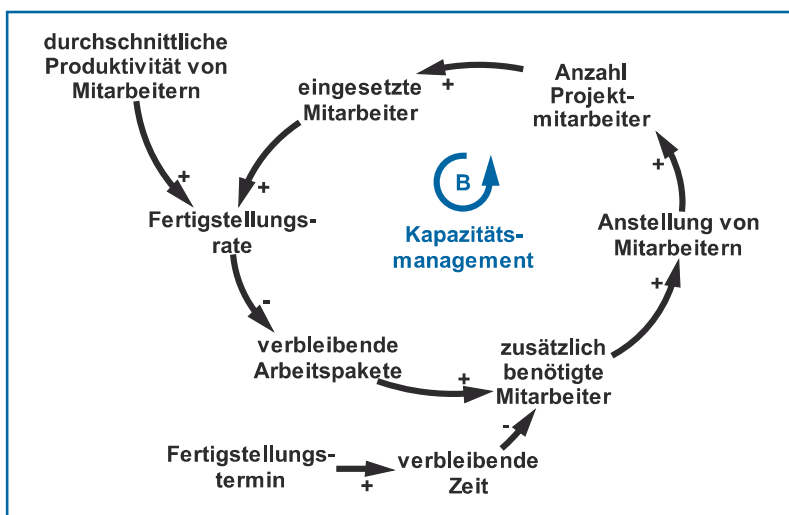 durchschnittliche
Produktivität von
Mitarbeitern
+
eingesetzte
Mitarbeiter
+
+
Anzahl
Projekt-
mitarbeiter
+
Anstellung von
Mitarbeitern
+
B
Kapazitäts-
management
Fertigstellungs-
rate
-
verbleibende
Arbeitspakete
+
zusätzlich
benötigte
Mitarbeiter
-
Fertigstellungs-
termin
+
verbleibende
Zeit